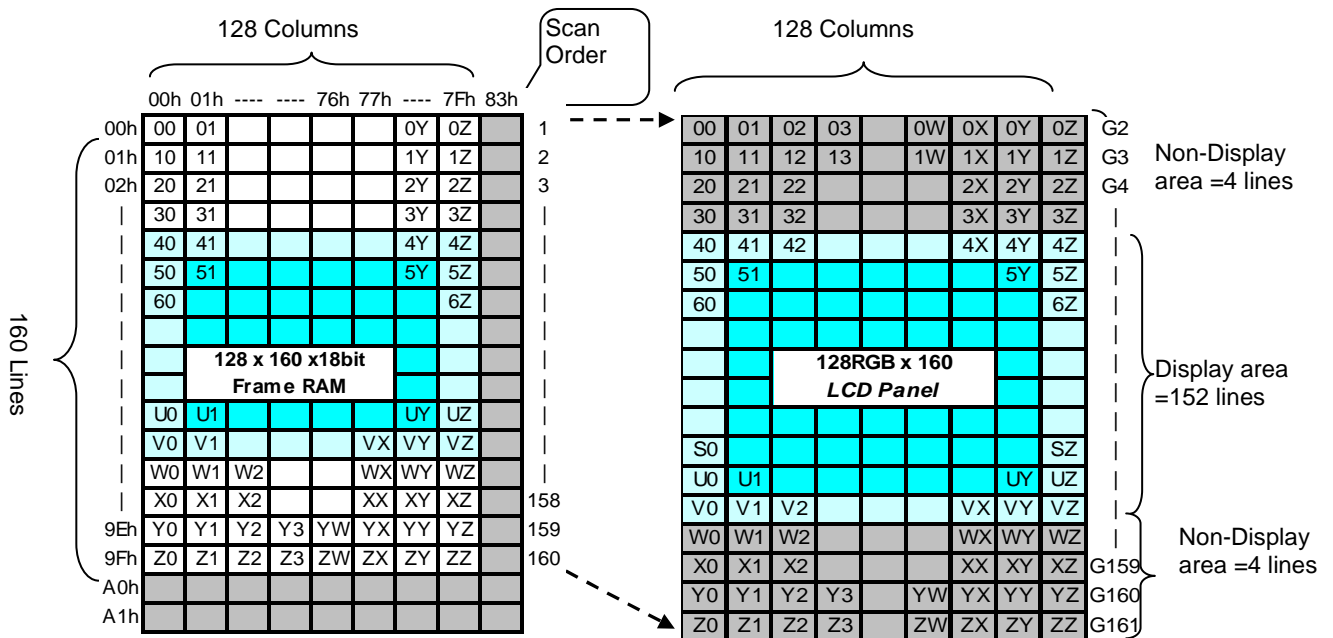 128 Columns
Scan Order
128 Columns
00h 01h ---- ---- 76h 77h ---- 7Fh 83h
00h 00 01 0Y 0Z 1
01h 10 11 1Y 1Z 2
02h 20 21 2Y 2Z 3
30 31 3Y 3Z
40 41 4Y 4Z
50 51 5Y 5Z
60 6Z
128 x 160 x18bit
Frame RAM
U0 U1 UY UZ
V0 V1 VX VY VZ
W0 W1 W2 WX WY WZ
X0 X1 X2 XX XY XZ 158
9Eh Y0 Y1 Y2 Y3 YW YX YY YZ 159
9Fh Z0 Z1 Z2 Z3 ZW ZX ZY ZZ 160
A0h
A1h
160 Lines
00 01 02 03 0W 0X 0Y 0Z G2
10 11 12 13 1W 1X 1Y 1Z G3
20 21 22 2X 2Y 2Z G4
30 31 32 3X 3Y 3Z
40 41 42 4X 4Y 4Z
50 51 5Y 5Z
60 6Z
128RGB x 160
LCD Panel
S0 SZ
U0 U1 UY UZ
V0 V1 V2 VX VY VZ
W0 W1 W2 WX WY WZ
X0 X1 X2 XX XY XZ G159
Y0 Y1 Y2 Y3 YW YX YY YZ G160
Z0 Z1 Z2 Z3 ZW ZX ZY ZZ G161
Non-Display
area =4 lines
Display area
=152 lines
Non-Display
area =4 lines